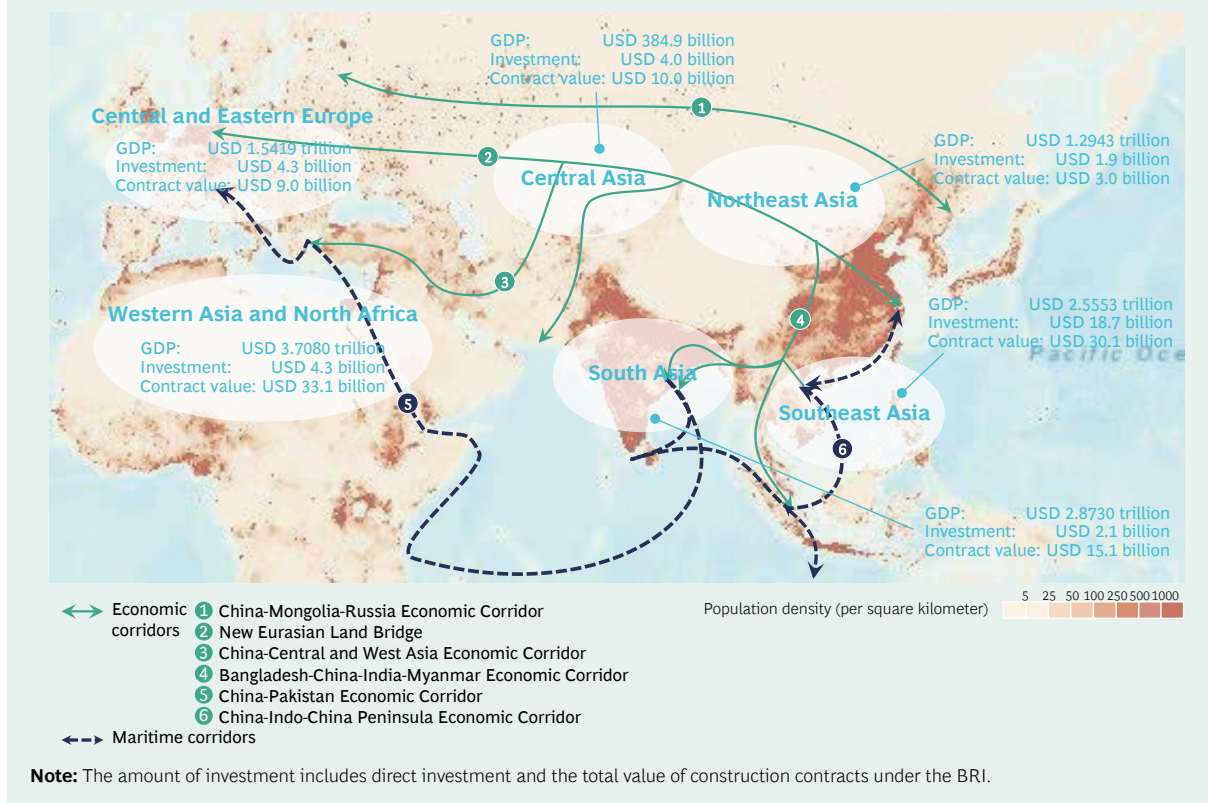 GDP: USD 384.9 billion
Investment: USD 4.0 billion
Contract value: USD 10.0 billion
1
Central and Eastern Europe
GDP: USD 1.5419 trillion
Investment: USD 4.3 billion
Contract value: USD 9.0 billion
2
Central Asia
GDP: USD 1.2943 trillion
Investment: USD 1.9 billion
Contract value: USD 3.0 billion
Northeast Asia
3
Western Asia and North Africa
GDP: USD 3.7080 trillion
Investment: USD 4.3 billion
Contract value: USD 33.1 billion
4
GDP: USD 2.5553 trillion
Investment: USD 18.7 billion
Contract value: USD 30.1 billion
Pacific Oce
South Asia
5
Southeast Asia
6
GDP: USD 2.8730 trillion
Investment: USD 2.1 billion
Contract value: USD 15.1 billion
Economic corridors
1 China-Mongolia-Russia Economic Corridor
2 New Eurasian Land Bridge
3 China-Central and West Asia Economic Corridor
4 Bangladesh-China-India-Myanmar Economic Corridor
5 China-Pakistan Economic Corridor
6 China-Indo-China Peninsula Economic Corridor
Maritime corridors
Population density (per square kilometer)
5 25 50 100 250 500 1000
Note: The amount of investment includes direct investment and the total value of construction contracts under the BRI.